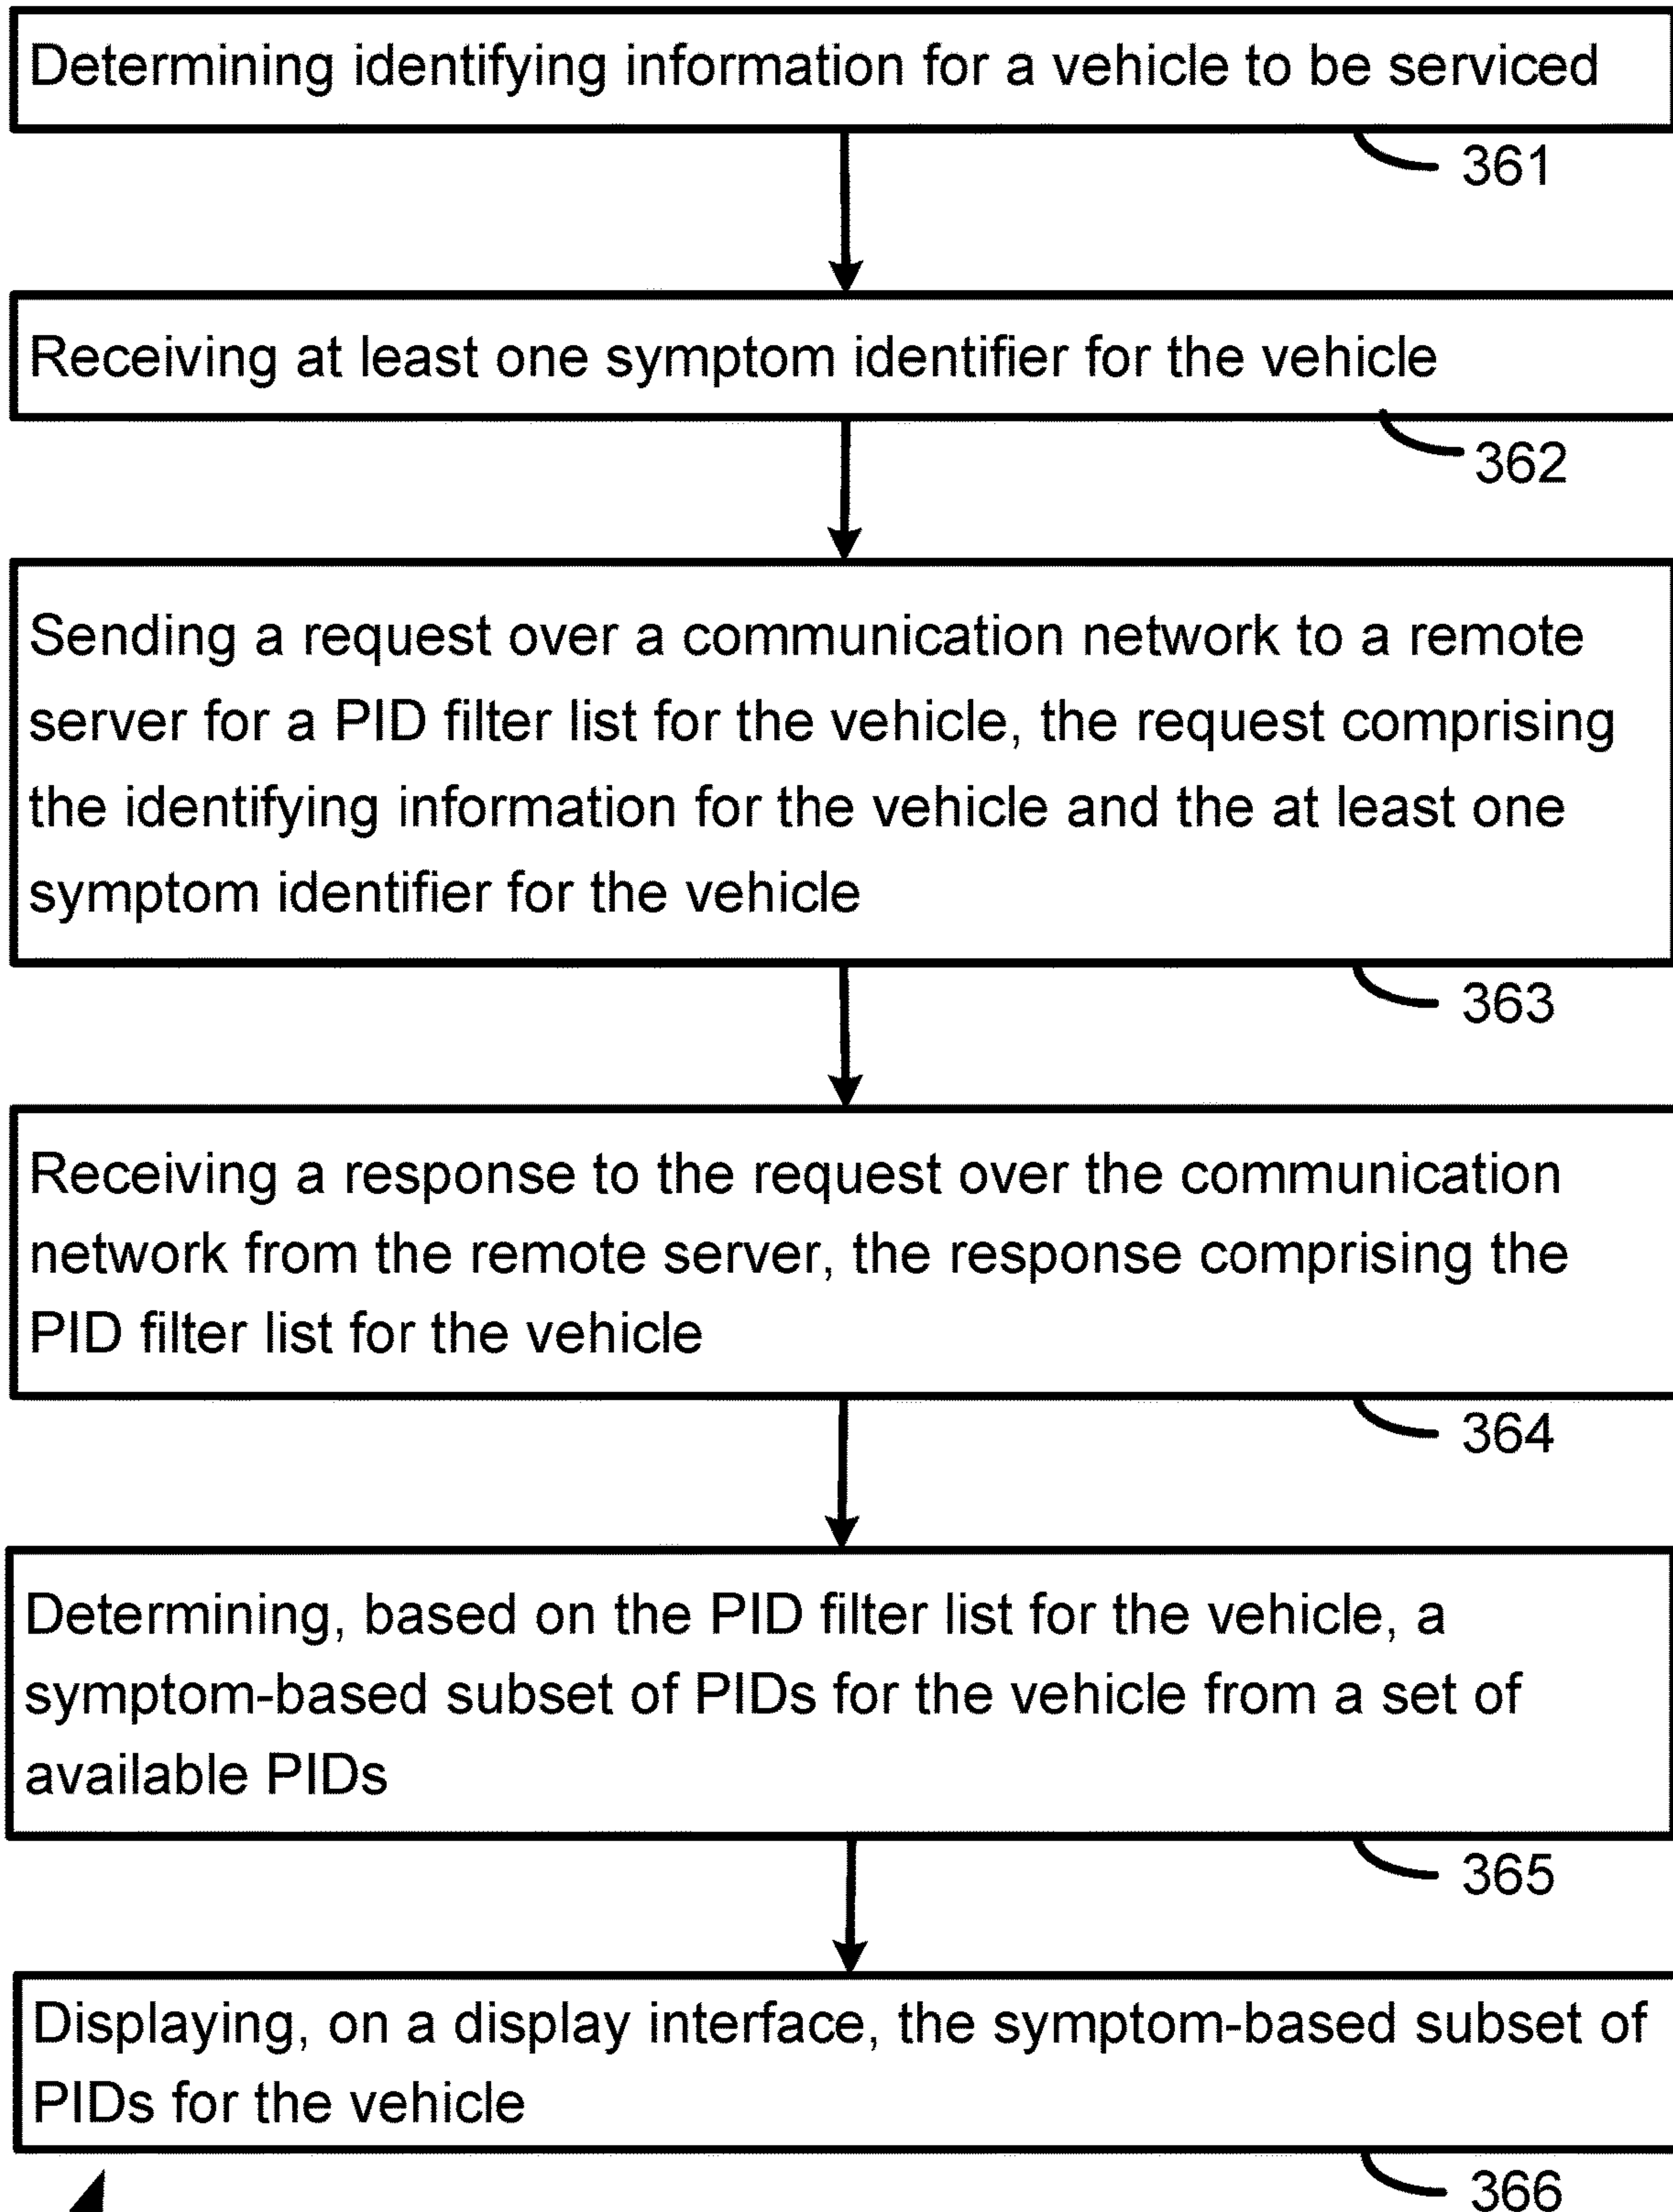 Determining identifying information for a vehicle to be serviced
361
Receiving at least one symptom identifier for the vehicle
362
Sending a request over a communication network to a remote
server for a PID filter list for the vehicle, the request comprising
the identifying information for the vehicle and the at least one
symptom identifier for the vehicle
363
Receiving a response to the request over the communication
network from the remote server, the response comprising the
PID filter list for the vehicle
364
Determining, based on the PID filter list for the vehicle, a
symptom-based subset of PIDs for the vehicle from a set of
available PIDs
365
Displaying, on a display interface, the symptom-based subset of
PIDs for the vehicle
366